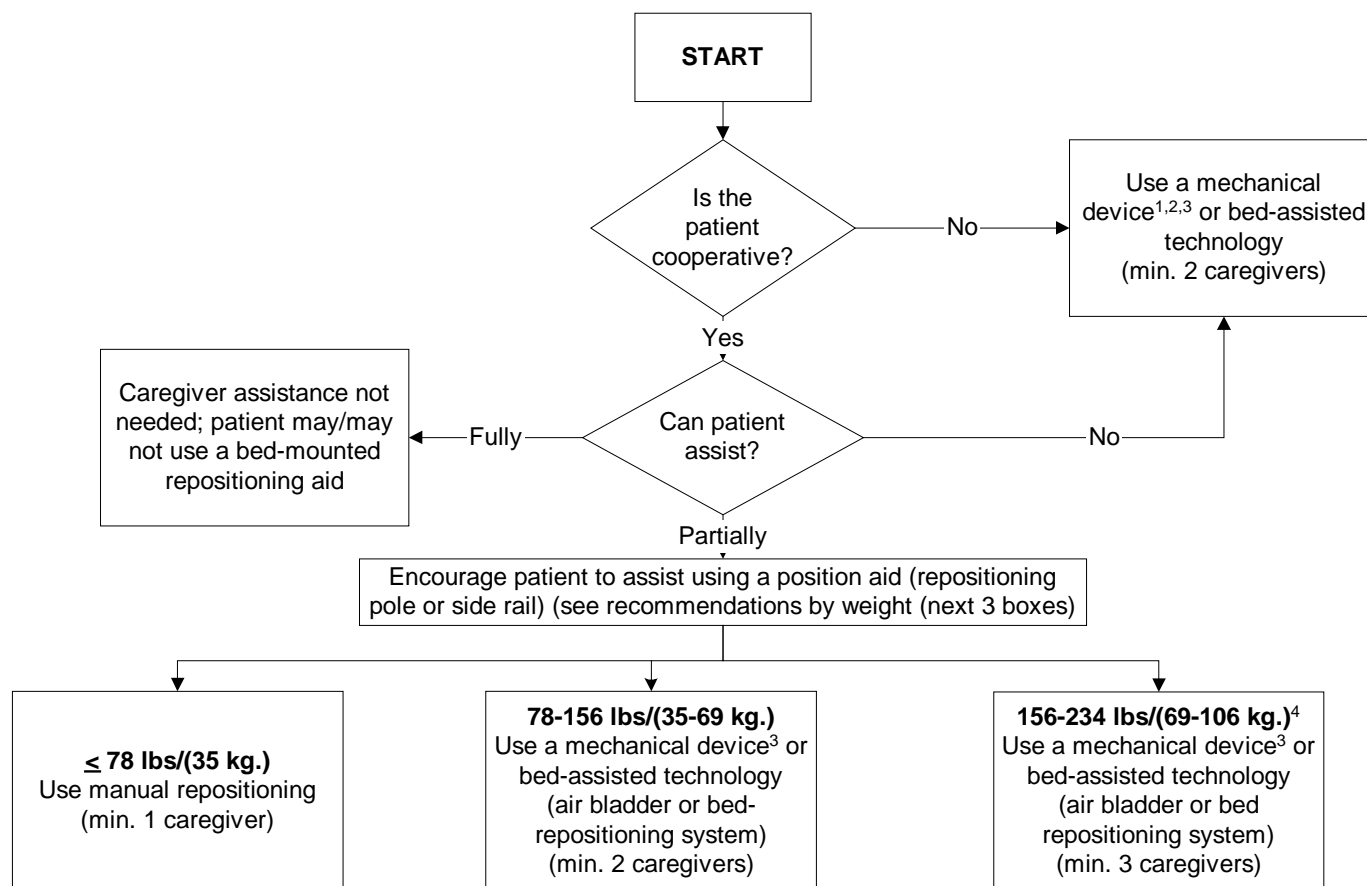 START
Is the
patient
cooperative?
No
Use a mechanical
device1,2,3 or bed-assisted
technology
(min. 2 caregivers)
Yes
Caregiver assistance not
needed; patient may/may
not use a bed-mounted
repositioning aid
Fully
Can patient
assist?
No
Partially
Encourage patient to assist using a position aid (repositioning
pole or side rail) (see recommendations by weight (next 3 boxes)
≤ 78 lbs/(35 kg.)
Use manual repositioning
(min. 1 caregiver)
78-156 lbs/(35-69 kg.)
Use a mechanical device3 or
bed-assisted technology
(air bladder or bed-
repositioning system)
(min. 2 caregivers)
156-234 lbs/(69-106 kg.)4
Use a mechanical device3 or
bed-assisted technology
(air bladder or bed
repositioning system)
(min. 3 caregivers)